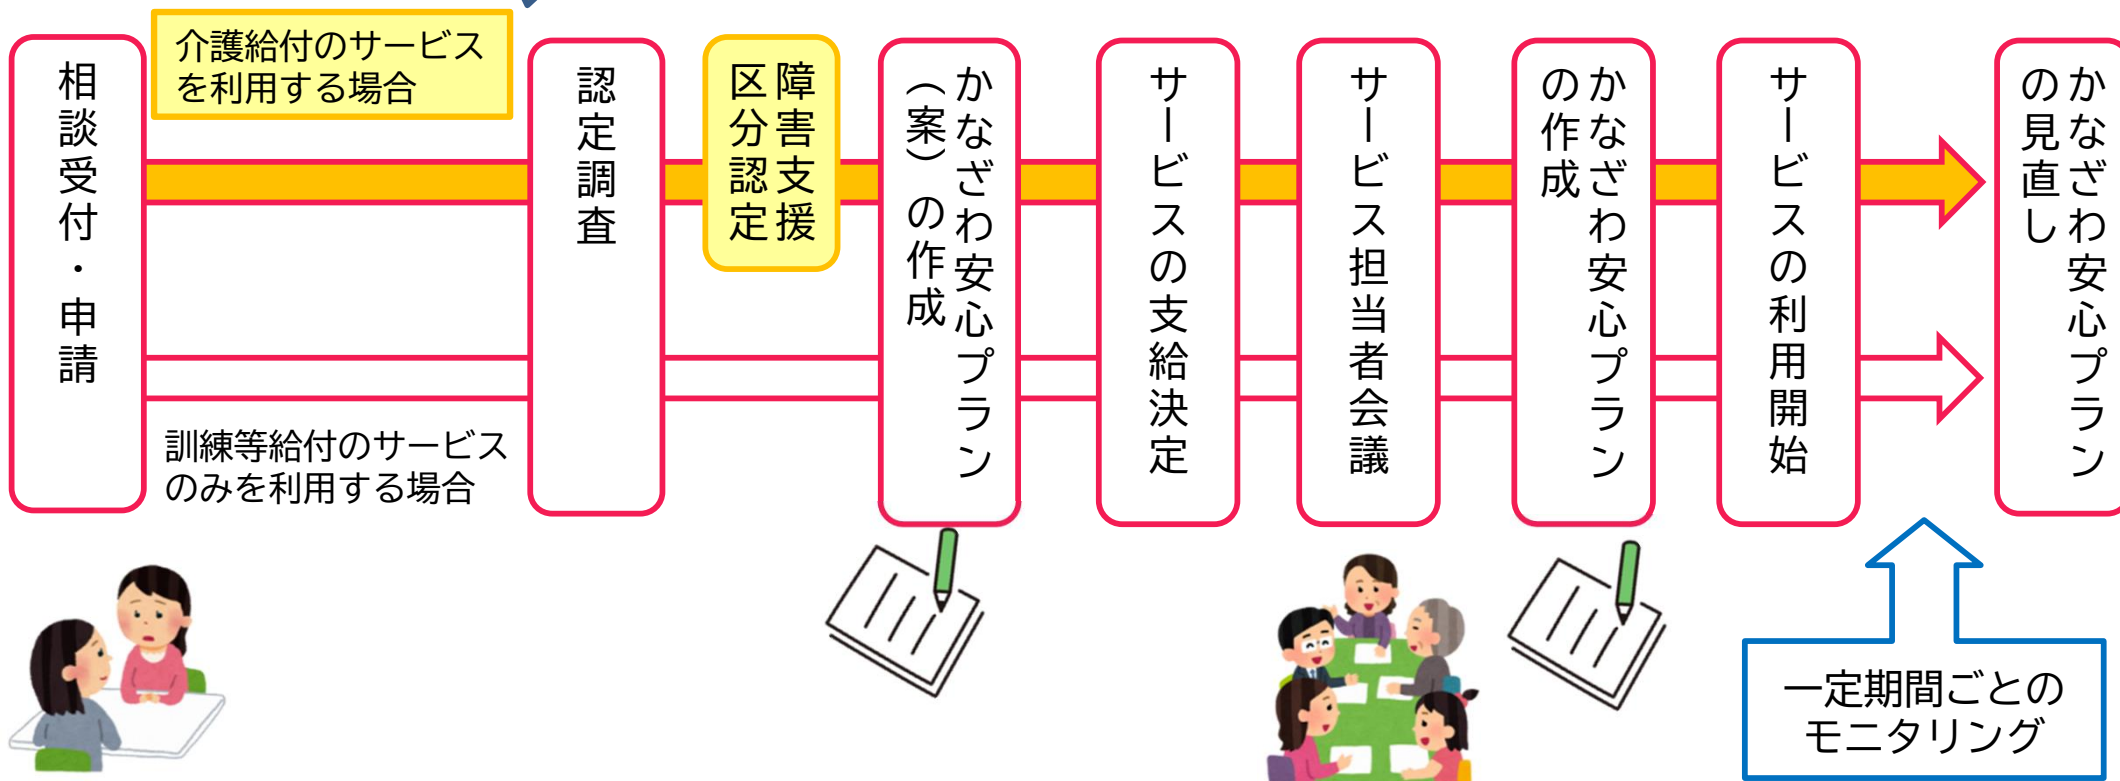 相談受付・申請
介護給付のサービス
を利用する場合
訓練等給付のサービス
のみを利用する場合
認定調査
障害支援
区分認定
かなざわ安心プラン
（案）の作成
サービスの支給決定
サービス担当者会議
かなざわ安心プラン
の作成
サービスの利用開始
一定期間ごとの
モニタリング
かなざわ安心プラン
の見直し